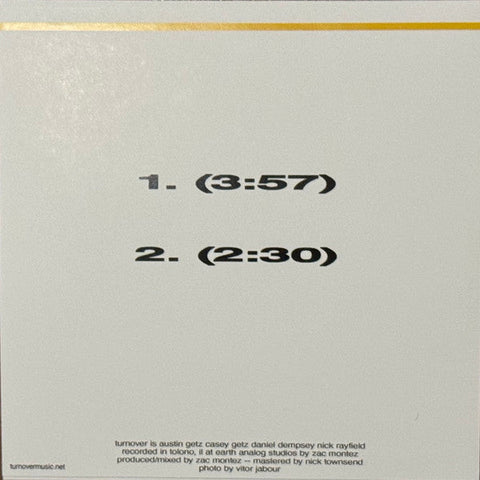 1. (3:57)
2. (2:30)
turnover is austin getz casey getz daniel dempsey nick rayfield
recorded in tolono, il at earth analog studios by zac montez
produced/mixed by zac montez -- mastered by nick townsend
photo by vitor jabour
turnovermusic.net